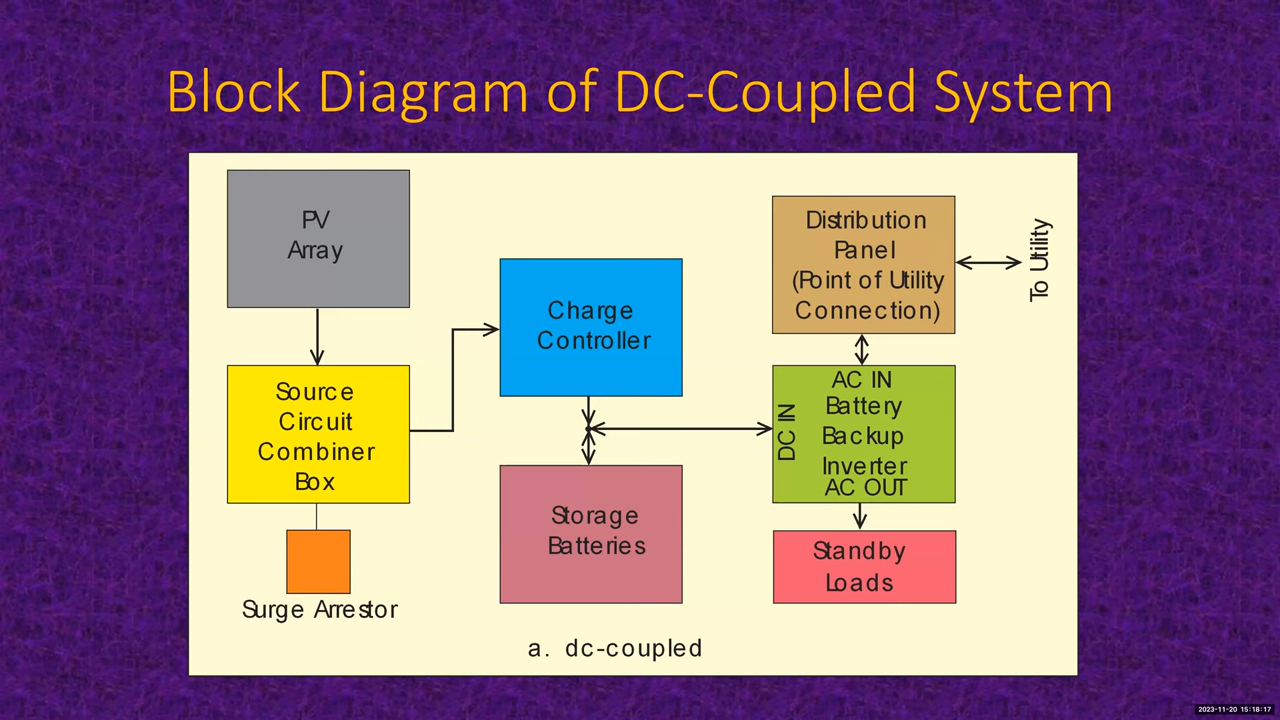 Block Diagram of DC-Coupled System
PV
Array
Source
Circuit
Combiner
Box
Surge Arrestor
Charge
Controller
Storage
Batteries
Distribution
Panel
(Point of Utility
Connection)
To Utility
AC IN
DC IN
Battery
Backup
Inverter
AC OUT
Standby
Loads
a. dc-coupled
2023-11-20 15:18:17